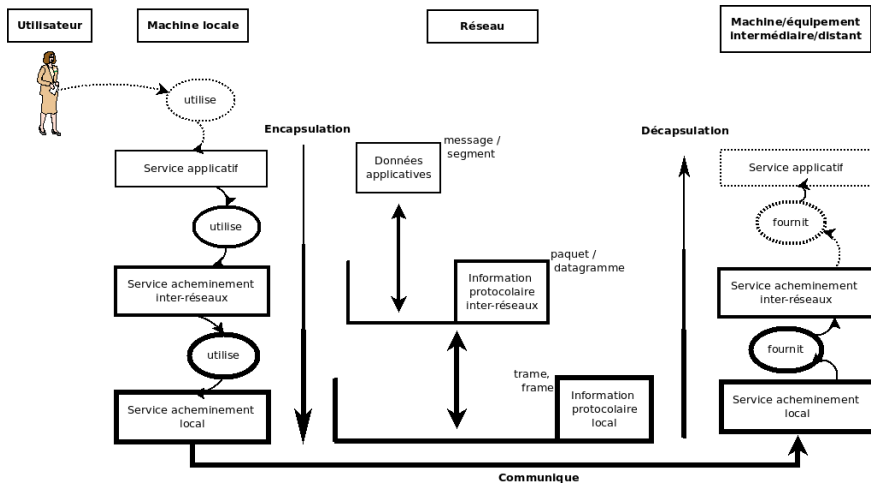 Utilisateur
Machine locale
Réseau
Machine/équipement
intermédiaire/distant
utilise
Encapsulation
message /
segment
Décapsulation
Service applicatif
Données
applicatives
Service applicatif
utilise
fournit
paquet /
datagramme
Service acheminement
inter-réseaux
Information
protocolaire
inter-réseaux
Service acheminement
inter-réseaux
utilise
fournit
trame,
frame
Service acheminement
local
Information
protocolaire
local
Service acheminement
local
Communique